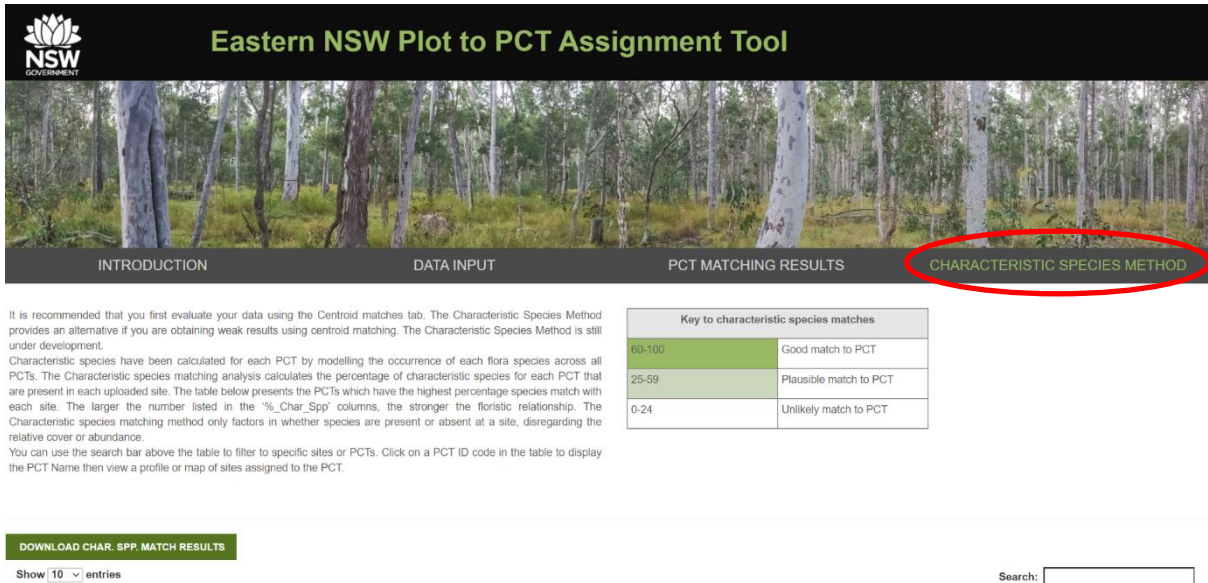 NSW
GOVERNMENT
Eastern NSW Plot to PCT Assignment Tool
INTRODUCTION
DATA INPUT
PCT MATCHING RESULTS
CHARACTERISTIC SPECIES METHOD
It is recommended that you first evaluate your data using the Centroid matches tab. The Characteristic Species Method
provides an alternative if you are obtaining weak results using centroid matching. The Characteristic Species Method is still
under development.
Characteristic species have been calculated for each PCT by modelling the occurrence of each flora species across all
PCTs. The Characteristic species matching analysis calculates the percentage of characteristic species for each PCT that
are present in each uploaded site. The table below presents the PCTs which have the highest percentage species match with
each site. The larger the number listed in the '%_Char_Spp' columns, the stronger the floristic relationship. The
Characteristic species matching method only factors in whether species are present or absent at a site, disregarding the
relative cover or abundance.
You can use the search bar above the table to filter to specific sites or PCTs. Click on a PCT ID code in the table to display
the PCT Name then view a profile or map of sites assigned to the PCT.
Key to characteristic species matches
60-100 Good match to PCT
25-59 Plausible match to PCT
0-24 Unlikely match to PCT
DOWNLOAD CHAR. SPP. MATCH RESULTS
Show 10 entries
Search: